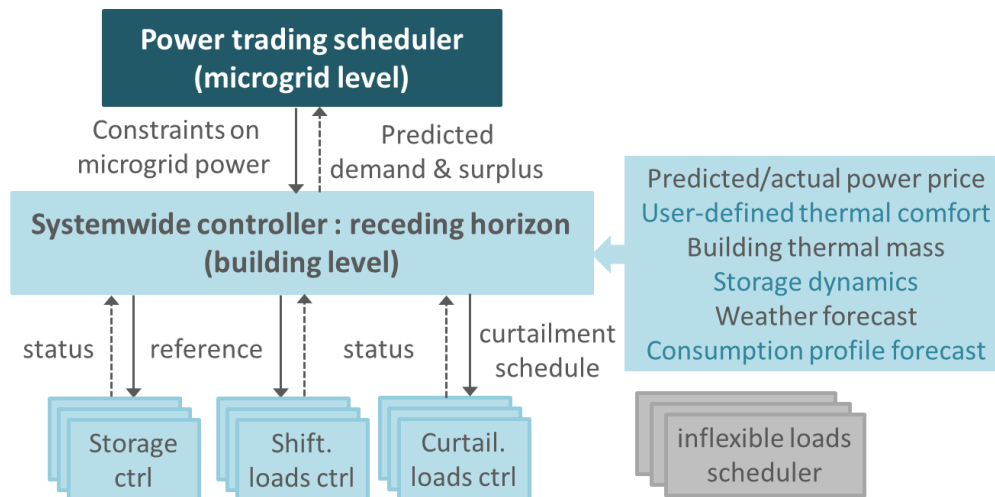 Power trading scheduler
(microgrid level)
Constraints on
microgrid power
Predicted
demand & surplus
Systemwide controller : receding horizon
(building level)
Predicted/actual power price
User-defined thermal comfort
Building thermal mass
Storage dynamics
Weather forecast
Consumption profile forecast
status
reference
status
curtailment
schedule
Storage
ctrl
Shift.
loads ctrl
Curtail.
loads ctrl
inflexible loads
scheduler